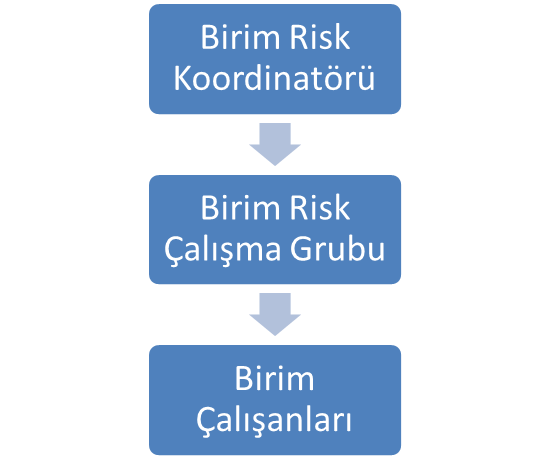 Birim Risk
Koordinatörü
Birim Risk
Çalışma Grubu
Birim
Çalışanları